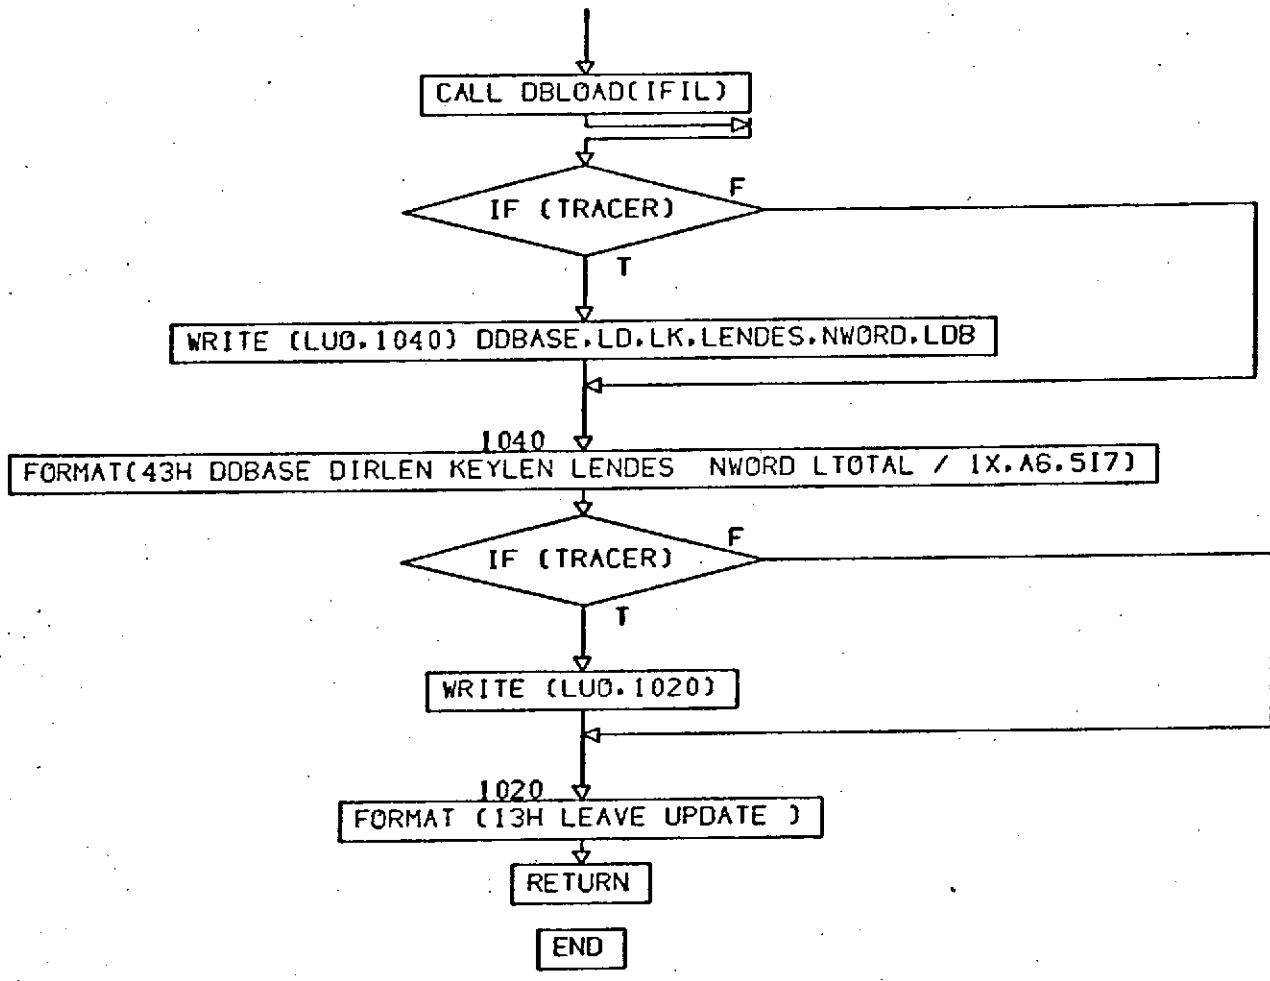 CALL DBLOAD(IFIL)
IF (TRACER)
F
T
WRITE (LUO.1040) DDBASE.LD.LK.LENDES.NWORD.LDB
1040
FORMAT(43H DDBASE DIRLEN KEYLEN LENDES  NWORD LTOTAL / 1X.A6.5I7)
IF (TRACER)
F
T
WRITE (LUO.1020)
1020
FORMAT (13H LEAVE UPDATE )
RETURN
END